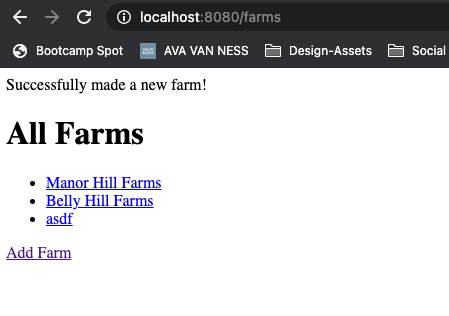 localhost:8080/farms
Bootcamp Spot AVA VAN NESS Design-Assets Social
Successfully made a new farm!
All Farms
Manor Hill Farms
Belly Hill Farms
asdf
Add Farm